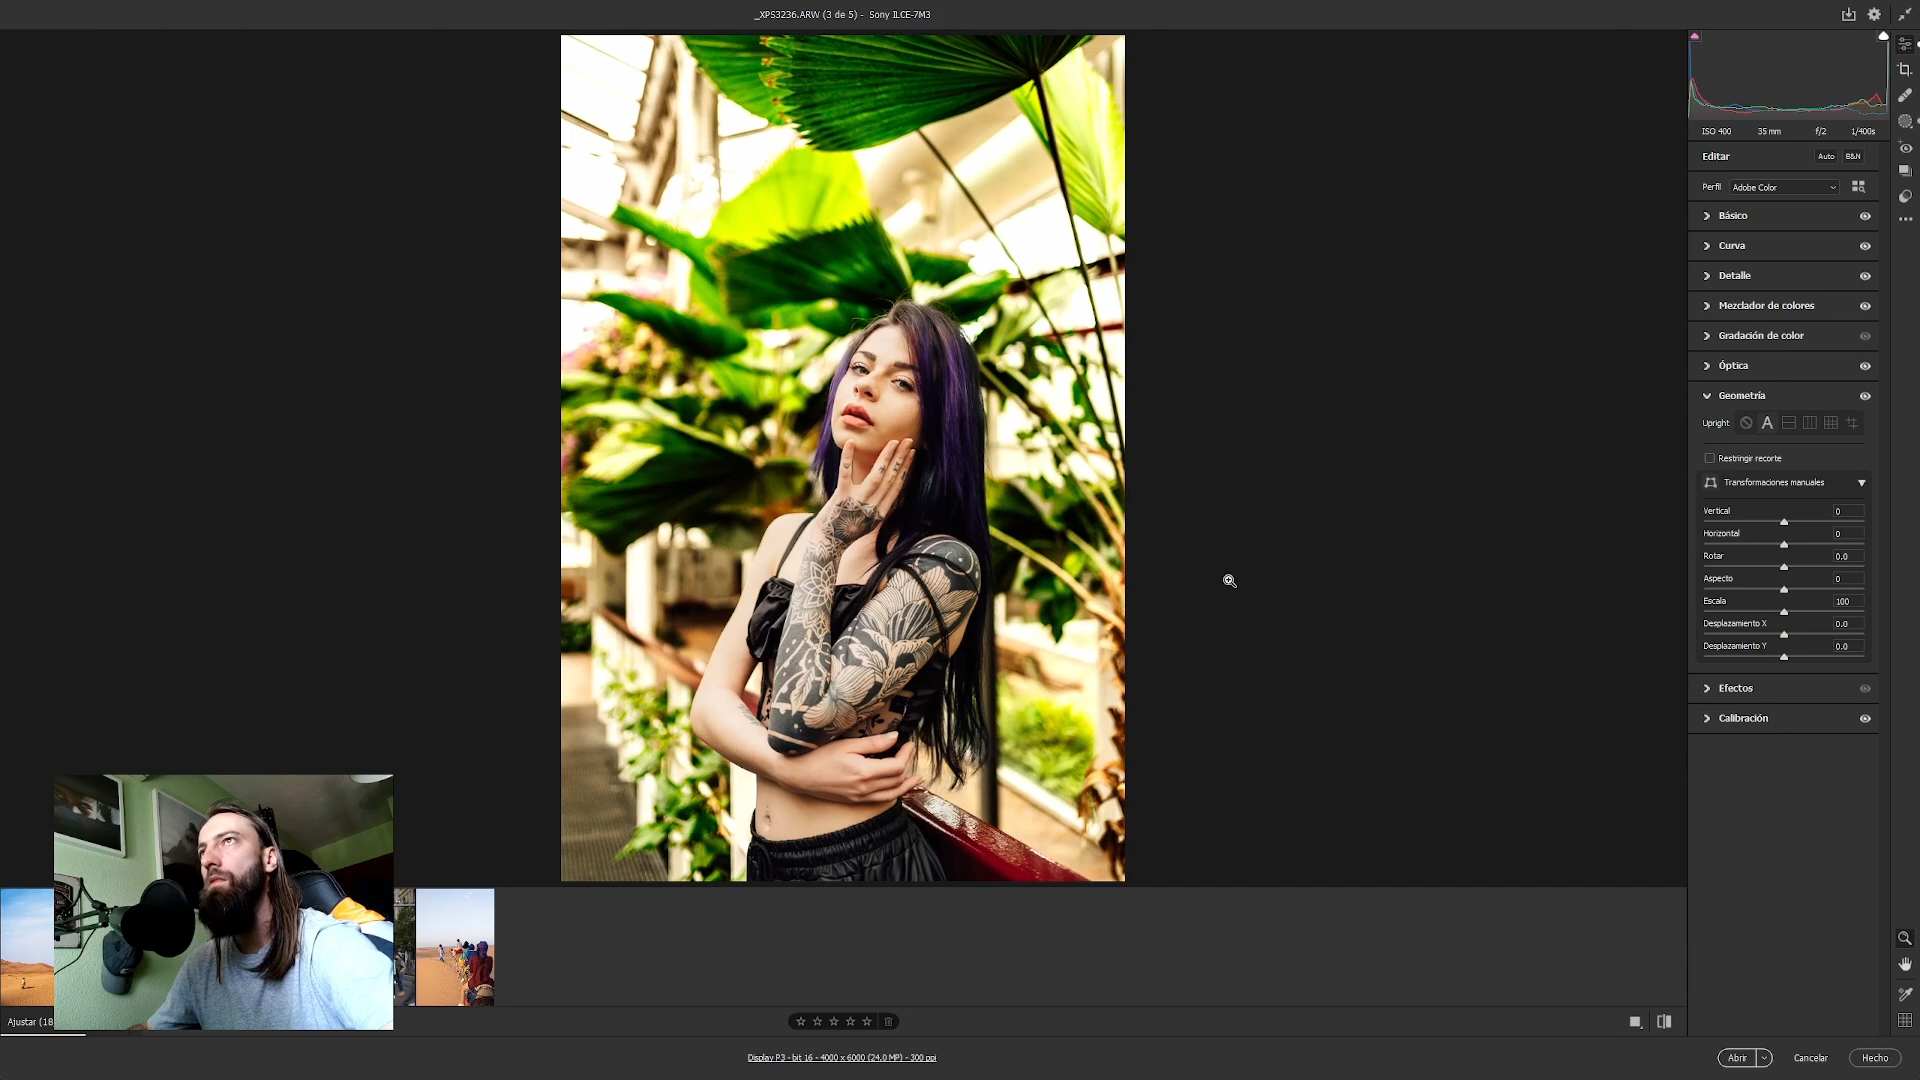 _XPS3236.ARW (3 de 5) - Sony ILCE-7M3
ISO 400 35 mm f/2 1/400s
Editar Auto B&N
Perfil Adobe Color
Básico
Curva
Detalle
Mezclador de colores
Gradación de color
Óptica
Geometría
Upright A
Restringir recorte
Transformaciones manuales
Vertical 0
Horizontal 0
Rotar 0.0
Aspecto 0
Escala 100
Desplazamiento X 0.0
Desplazamiento Y 0.0
Efectos
Calibración
Ajustar (18
Display P3 - bit 16 - 4000 x 6000 (24,0 MP) - 300 ppi
Abrir Cancelar Hecho